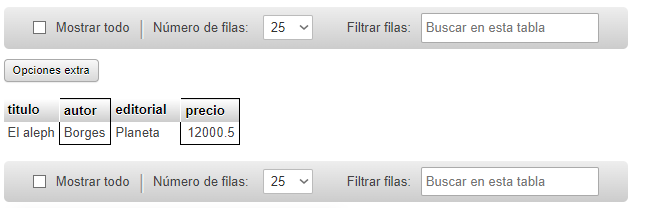 Mostrar todo | Número de filas: 25 Filtrar filas: Buscar en esta tabla
Opciones extra
titulo autor editorial precio
El aleph Borges Planeta 12000.5
Mostrar todo | Número de filas: 25 Filtrar filas: Buscar en esta tabla